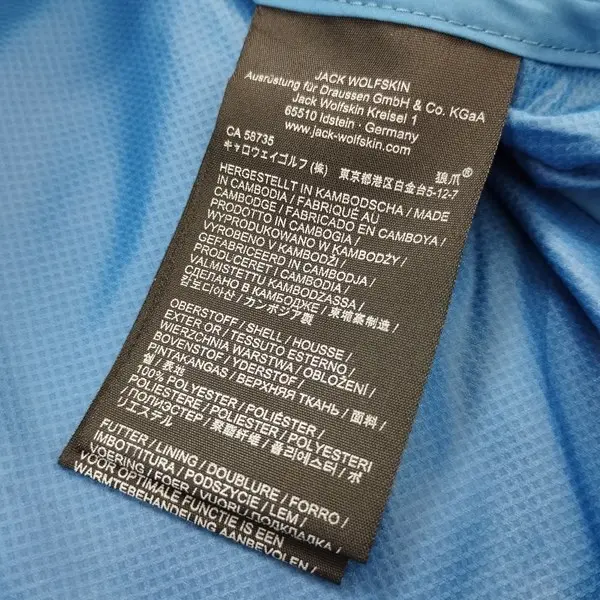 JACK WOLFSKIN
Ausrüstung für Draussen GmbH & Co. KGaA
Jack Wolfskin Kreisel 1
65510 Idstein · Germany
www.jack-wolfskin.com
CA 58735
キャロウェイゴルフ(株) 東京都港区白金台5-12-7 狼爪®
HERGESTELLT IN KAMBODSCHA / MADE
IN CAMBODIA / FABRIQUÉ AU
CAMBODGE / FABRICADO EN CAMBOYA /
PRODOTTO IN CAMBOGIA /
WYPRODUKOWANO W KAMBODŻY /
VYROBENO V KAMBODŽI /
GEFABRICEERD IN CAMBODJA /
PRODUCERET I CAMBODIA /
VALMISTETTU KAMBODZASSA /
СДЕЛАНО В КАМБОДЖЕ / 柬埔寨制造 /
캄보디아산 / カンボジア製
OBERSTOFF / SHELL / HOUSSE /
EXTERIOR / TESSUTO ESTERNO /
WIERZCHNIA WARSTWA / OBLOŽENÍ /
BOVENSTOF / YDERSTOF /
PINTAKANGAS / ВЕРХНЯЯ ТКАНЬ / 面料 /
쉘 / 表地
100% POLYESTER / POLIÉSTER /
POLIESTERE / POLIESTER / POLYESTERI
/ ПОЛИЭСТЕР / 聚酯纤维 / 폴리에스터 / ポ
リエステル
FUTTER / LINING / DOUBLURE / FORRO /
IMBOTTITURA / PODSZYCIE / LEM /
VOERING / FOER / VUORI / ПОДКЛАДКА /
VOOR OPTIMALE FUNCTIE IS EEN
WARMTEBEHANDELING AANBEVOLEN /